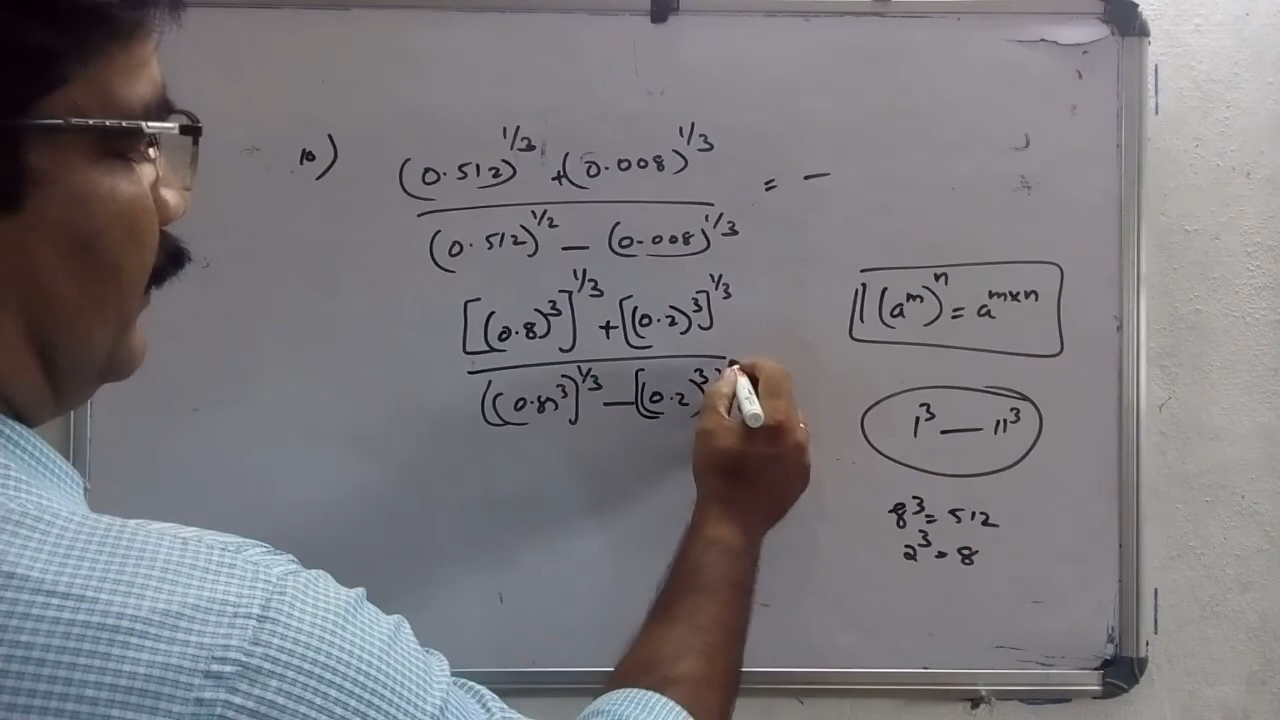 10) (0.512)^1/3 + (0.008)^1/3 = —
(0.512)^1/2 — (0.008)^1/3
[(0.8)^3]^1/3 + [(0.2)^3]^1/3
((0.8)^3]^1/3 — [(0.2)^3
(a^m)^n = a^m×n
1^3 — 11^3
8^3 = 512
2^3 = 8